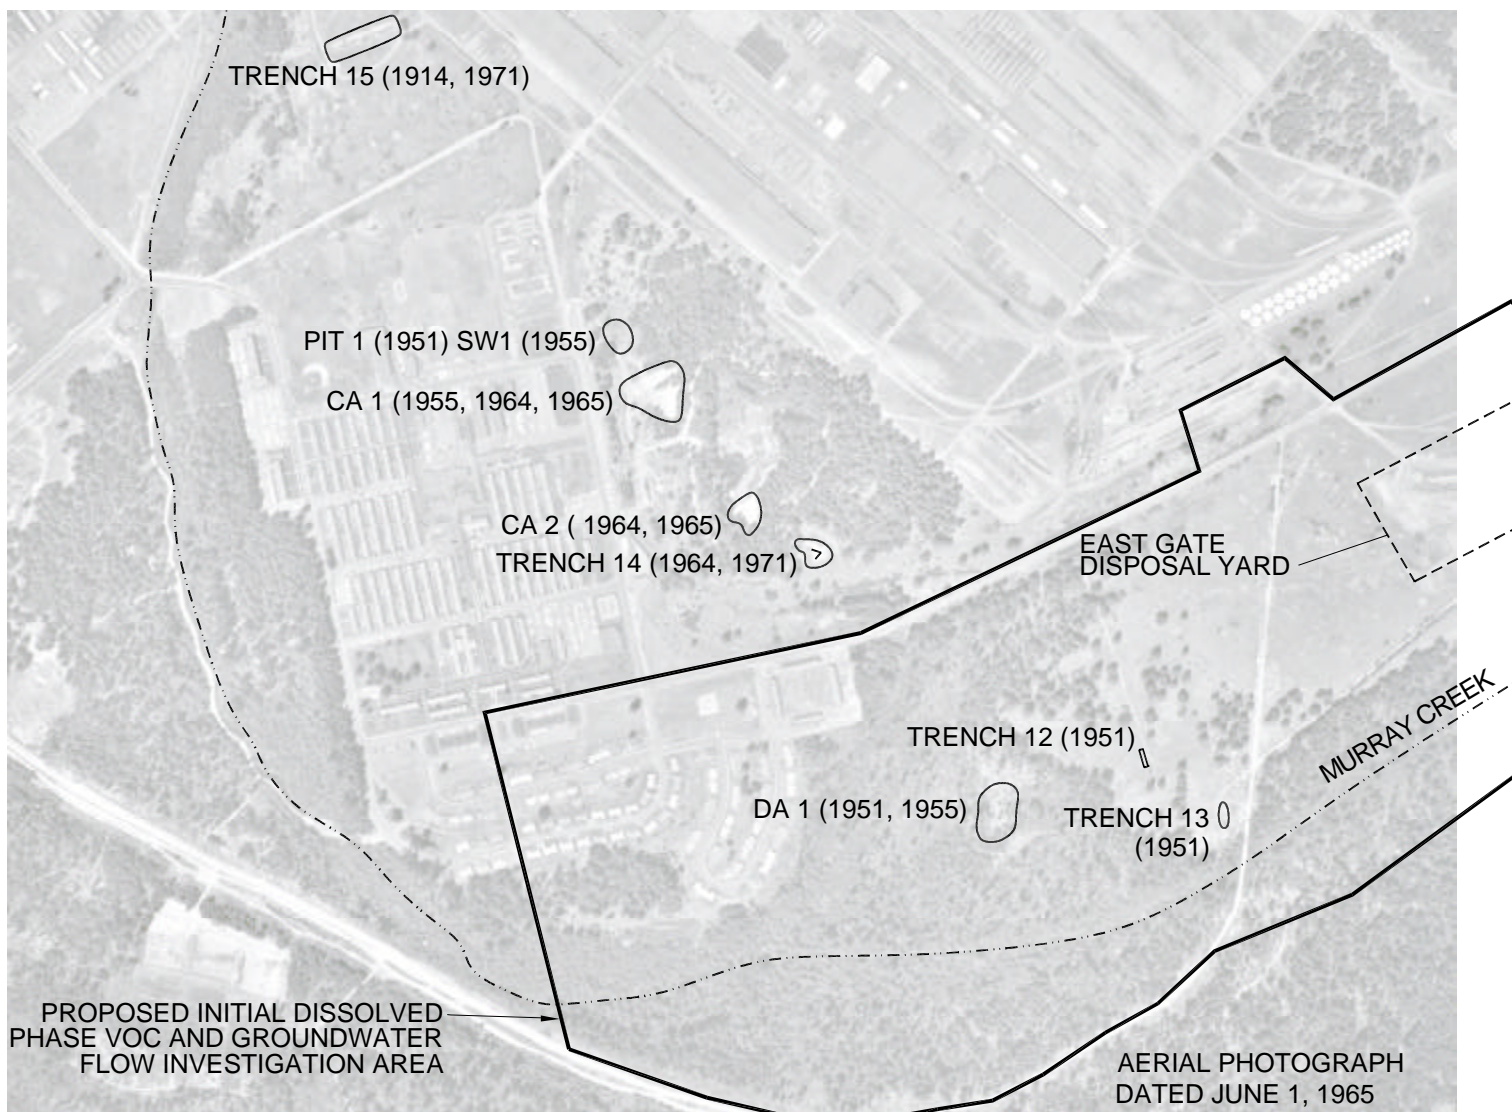 TRENCH 15 (1914, 1971)
PIT 1 (1951) SW1 (1955)
CA 1 (1955, 1964, 1965)
CA 2 ( 1964, 1965)
TRENCH 14 (1964, 1971)
EAST GATE
DISPOSAL YARD
MURRAY CREEK
TRENCH 12 (1951)
DA 1 (1951, 1955)
TRENCH 13
(1951)
PROPOSED INITIAL DISSOLVED
PHASE VOC AND GROUNDWATER
FLOW INVESTIGATION AREA
AERIAL PHOTOGRAPH
DATED JUNE 1, 1965